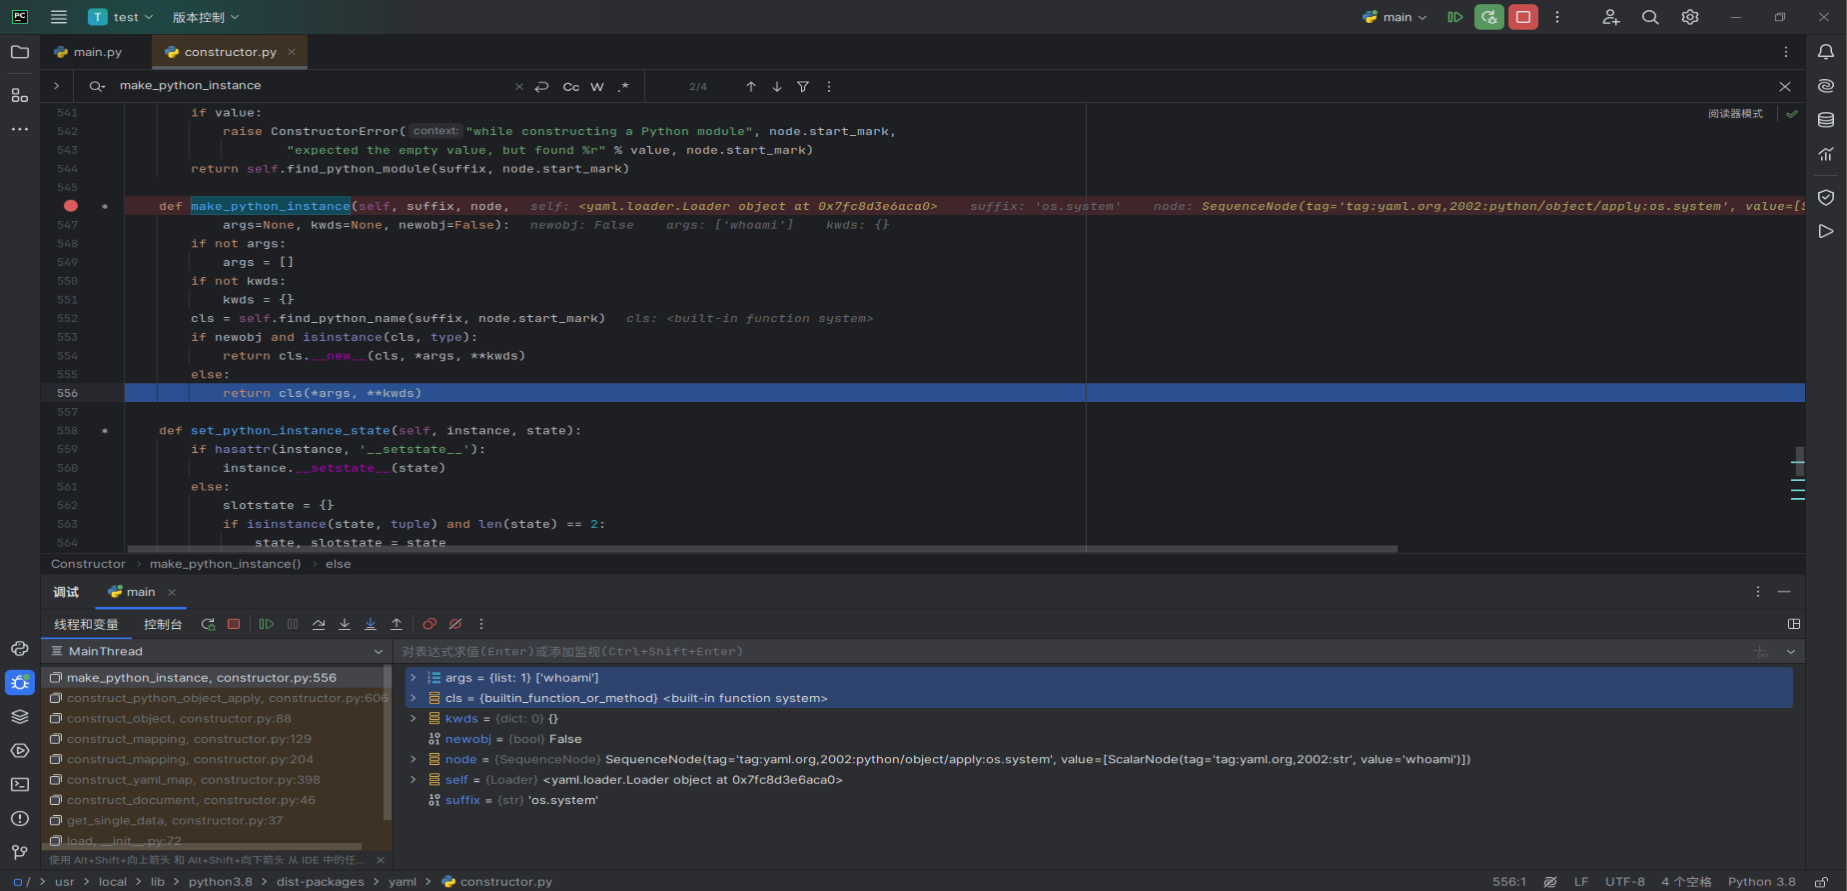 PC T test 版本控制 main
main.py constructor.py
make_python_instance Cc W .* 2/4
阅读器模式
541 if value:
542 raise ConstructorError( context: "while constructing a Python module", node.start_mark,
543 "expected the empty value, but found %r" % value, node.start_mark)
544 return self.find_python_module(suffix, node.start_mark)
545
* def make_python_instance(self, suffix, node, self: <yaml.loader.Loader object at 0x7fc8d3e6aca0> suffix: 'os.system' node: SequenceNode(tag='tag:yaml.org,2002:python/object/apply:os.system', value=[S
547 args=None, kwds=None, newobj=False): newobj: False args: ['whoami'] kwds: {}
548 if not args:
549 args = []
550 if not kwds:
551 kwds = {}
552 cls = self.find_python_name(suffix, node.start_mark) cls: <built-in function system>
553 if newobj and isinstance(cls, type):
554 return cls.__new__(cls, *args, **kwds)
555 else:
556 return cls(*args, **kwds)
557
558 * def set_python_instance_state(self, instance, state):
559 if hasattr(instance, '__setstate__'):
560 instance.__setstate__(state)
561 else:
562 slotstate = {}
563 if isinstance(state, tuple) and len(state) == 2:
564 state, slotstate = state
Constructor › make_python_instance() › else
调试 main
线程和变量 控制台
MainThread
对表达式求值(Enter)或添加监视(Ctrl+Shift+Enter)
make_python_instance, constructor.py:556
construct_python_object_apply, constructor.py:606
construct_object, constructor.py:88
construct_mapping, constructor.py:129
construct_mapping, constructor.py:204
construct_yaml_map, constructor.py:398
construct_document, constructor.py:46
get_single_data, constructor.py:37
load, __init__.py:72
使用 Alt+Shift+向上箭头 和 Alt+Shift+向下箭头 从 IDE 中的任...
args = {list: 1} ['whoami']
cls = {builtin_function_or_method} <built-in function system>
kwds = {dict: 0} {}
newobj = {bool} False
node = {SequenceNode} SequenceNode(tag='tag:yaml.org,2002:python/object/apply:os.system', value=[ScalarNode(tag='tag:yaml.org,2002:str', value='whoami')])
self = {Loader} <yaml.loader.Loader object at 0x7fc8d3e6aca0>
suffix = {str} 'os.system'
/ › usr › local › lib › python3.8 › dist-packages › yaml › constructor.py
556:1 LF UTF-8 4 个空格 Python 3.8